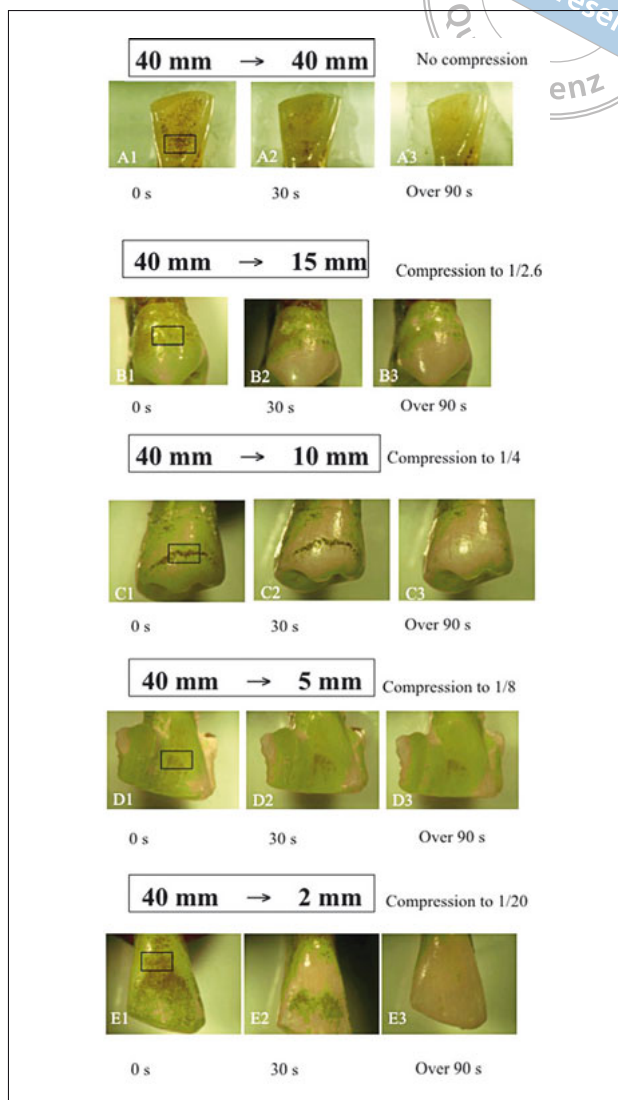 40 mm → 40 mm No compression
A1 A2 A3
0 s 30 s Over 90 s
40 mm → 15 mm Compression to 1/2.6
B1 B2 B3
0 s 30 s Over 90 s
40 mm → 10 mm Compression to 1/4
C1 C2 C3
0 s 30 s Over 90 s
40 mm → 5 mm Compression to 1/8
D1 D2 D3
0 s 30 s Over 90 s
40 mm → 2 mm Compression to 1/20
E1 E2 E3
0 s 30 s Over 90 s